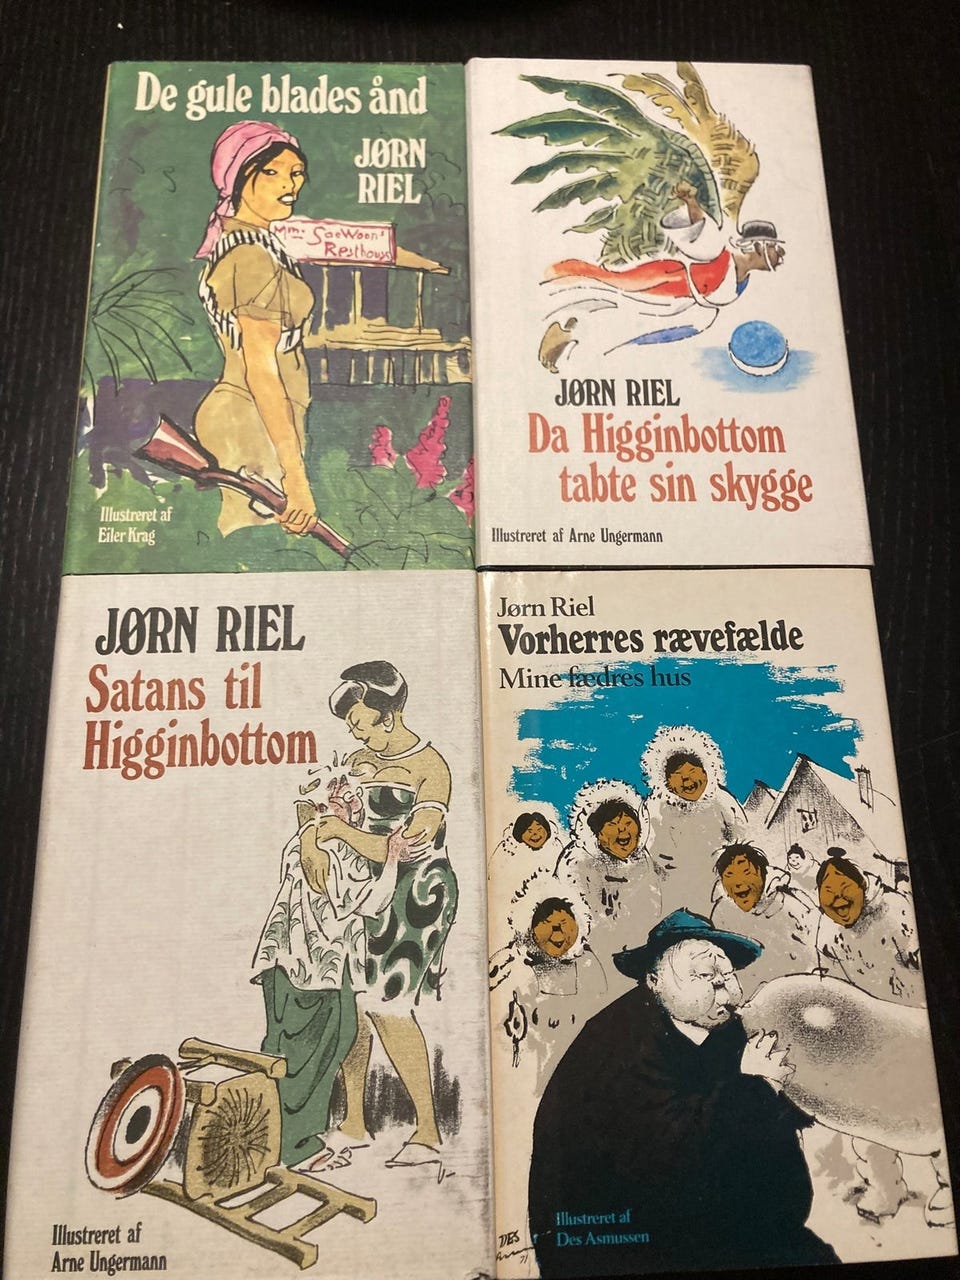 De gule blades ånd
JØRN
RIEL
Mm. SaoWoon's
Resthouse
Illustreret af
Eiler Krag
JØRN RIEL
Da Higginbottom
tabte sin skygge
Illustreret af Arne Ungermann
JØRN RIEL
Satans til
Higginbottom
Illustreret af
Arne Ungermann
Jørn Riel
Vorherres rævefælde
Mine fædres hus
DES
Illustreret af
Des Asmussen